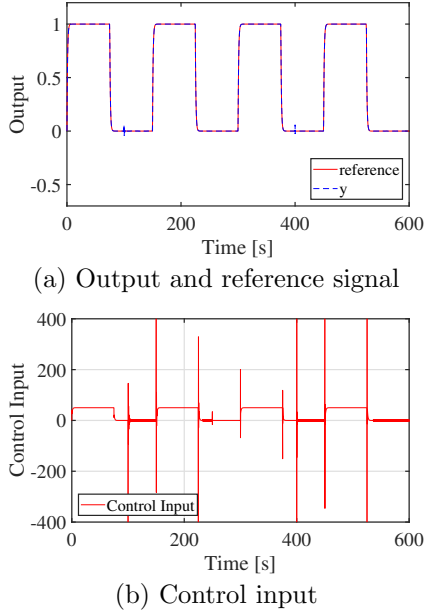 1
0.5
0
-0.5
Output
reference
y
0 200 400 600
Time [s]
(a) Output and reference signal
400
200
0
-200
-400
Control Input
Control Input
0 200 400 600
Time [s]
(b) Control input